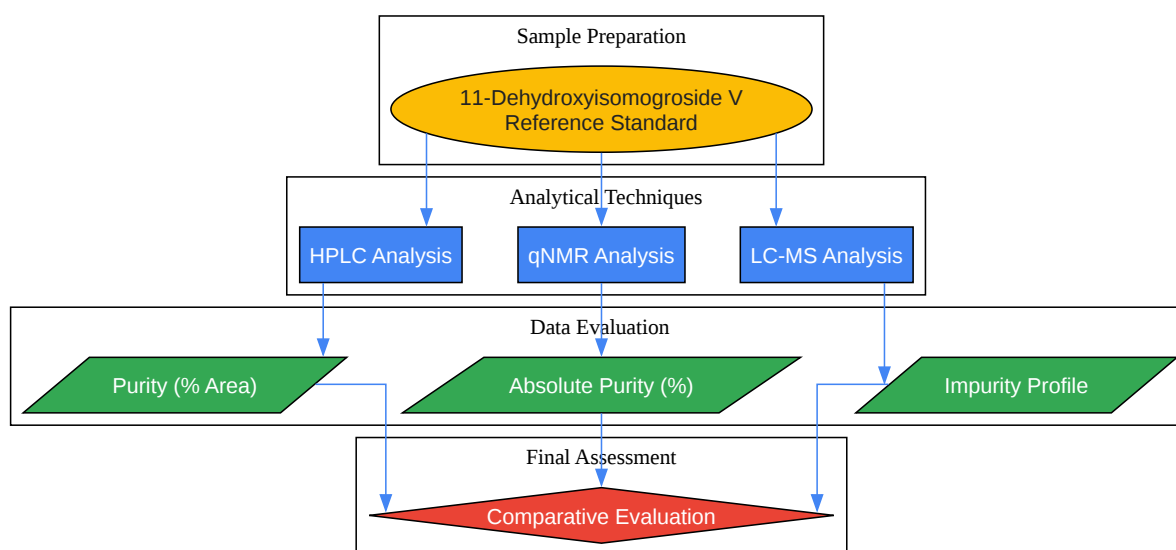 Sample Preparation
11-Dehydroxyisomogroside V
Reference Standard
Analytical Techniques
HPLC Analysis
qNMR Analysis
LC-MS Analysis
Data Evaluation
Purity (% Area)
Absolute Purity (%)
Impurity Profile
Final Assessment
Comparative Evaluation